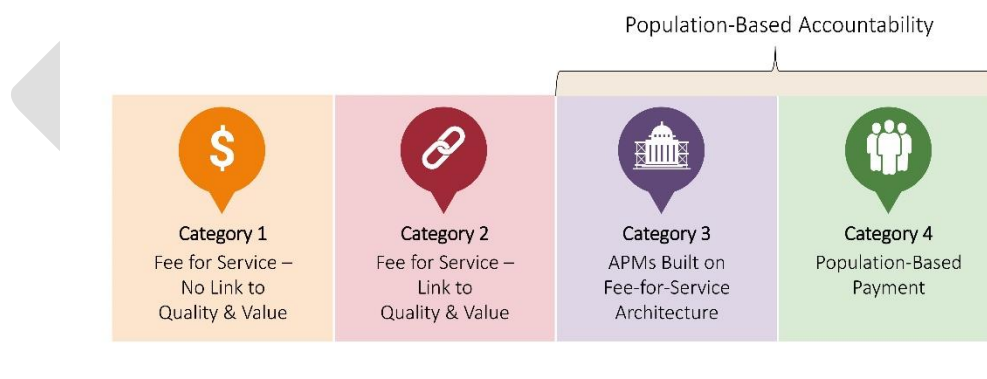 Population-Based Accountability
$
Category 1
Fee for Service –
No Link to
Quality & Value
Category 2
Fee for Service –
Link to
Quality & Value
Category 3
APMs Built on
Fee-for-Service
Architecture
Category 4
Population-Based
Payment